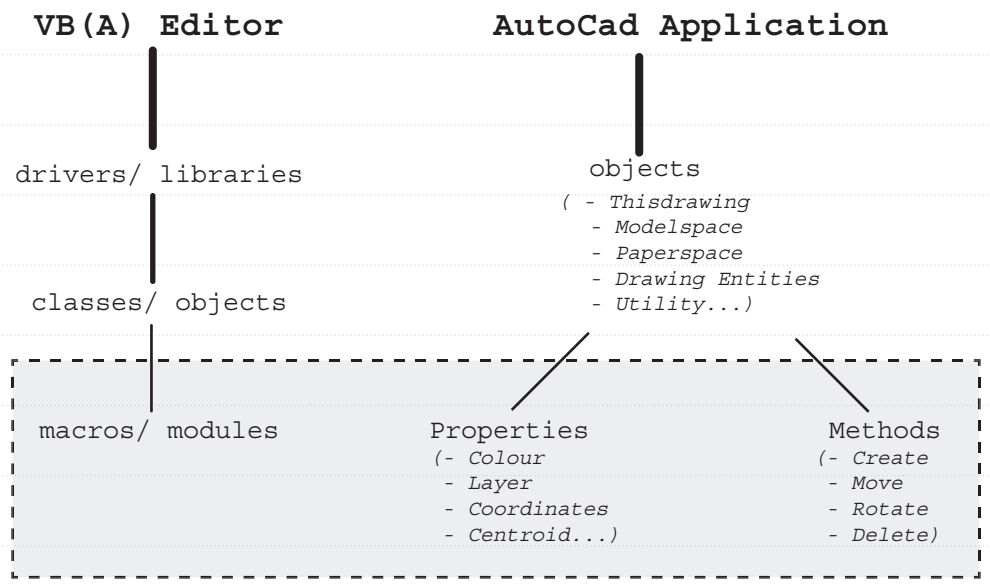 VB(A) Editor
AutoCad Application
drivers/ libraries
objects
( - Thisdrawing
- Modelspace
- Paperspace
- Drawing Entities
- Utility...)
classes/ objects
macros/ modules
Properties
(- Colour
- Layer
- Coordinates
- Centroid...)
Methods
(- Create
- Move
- Rotate
- Delete)